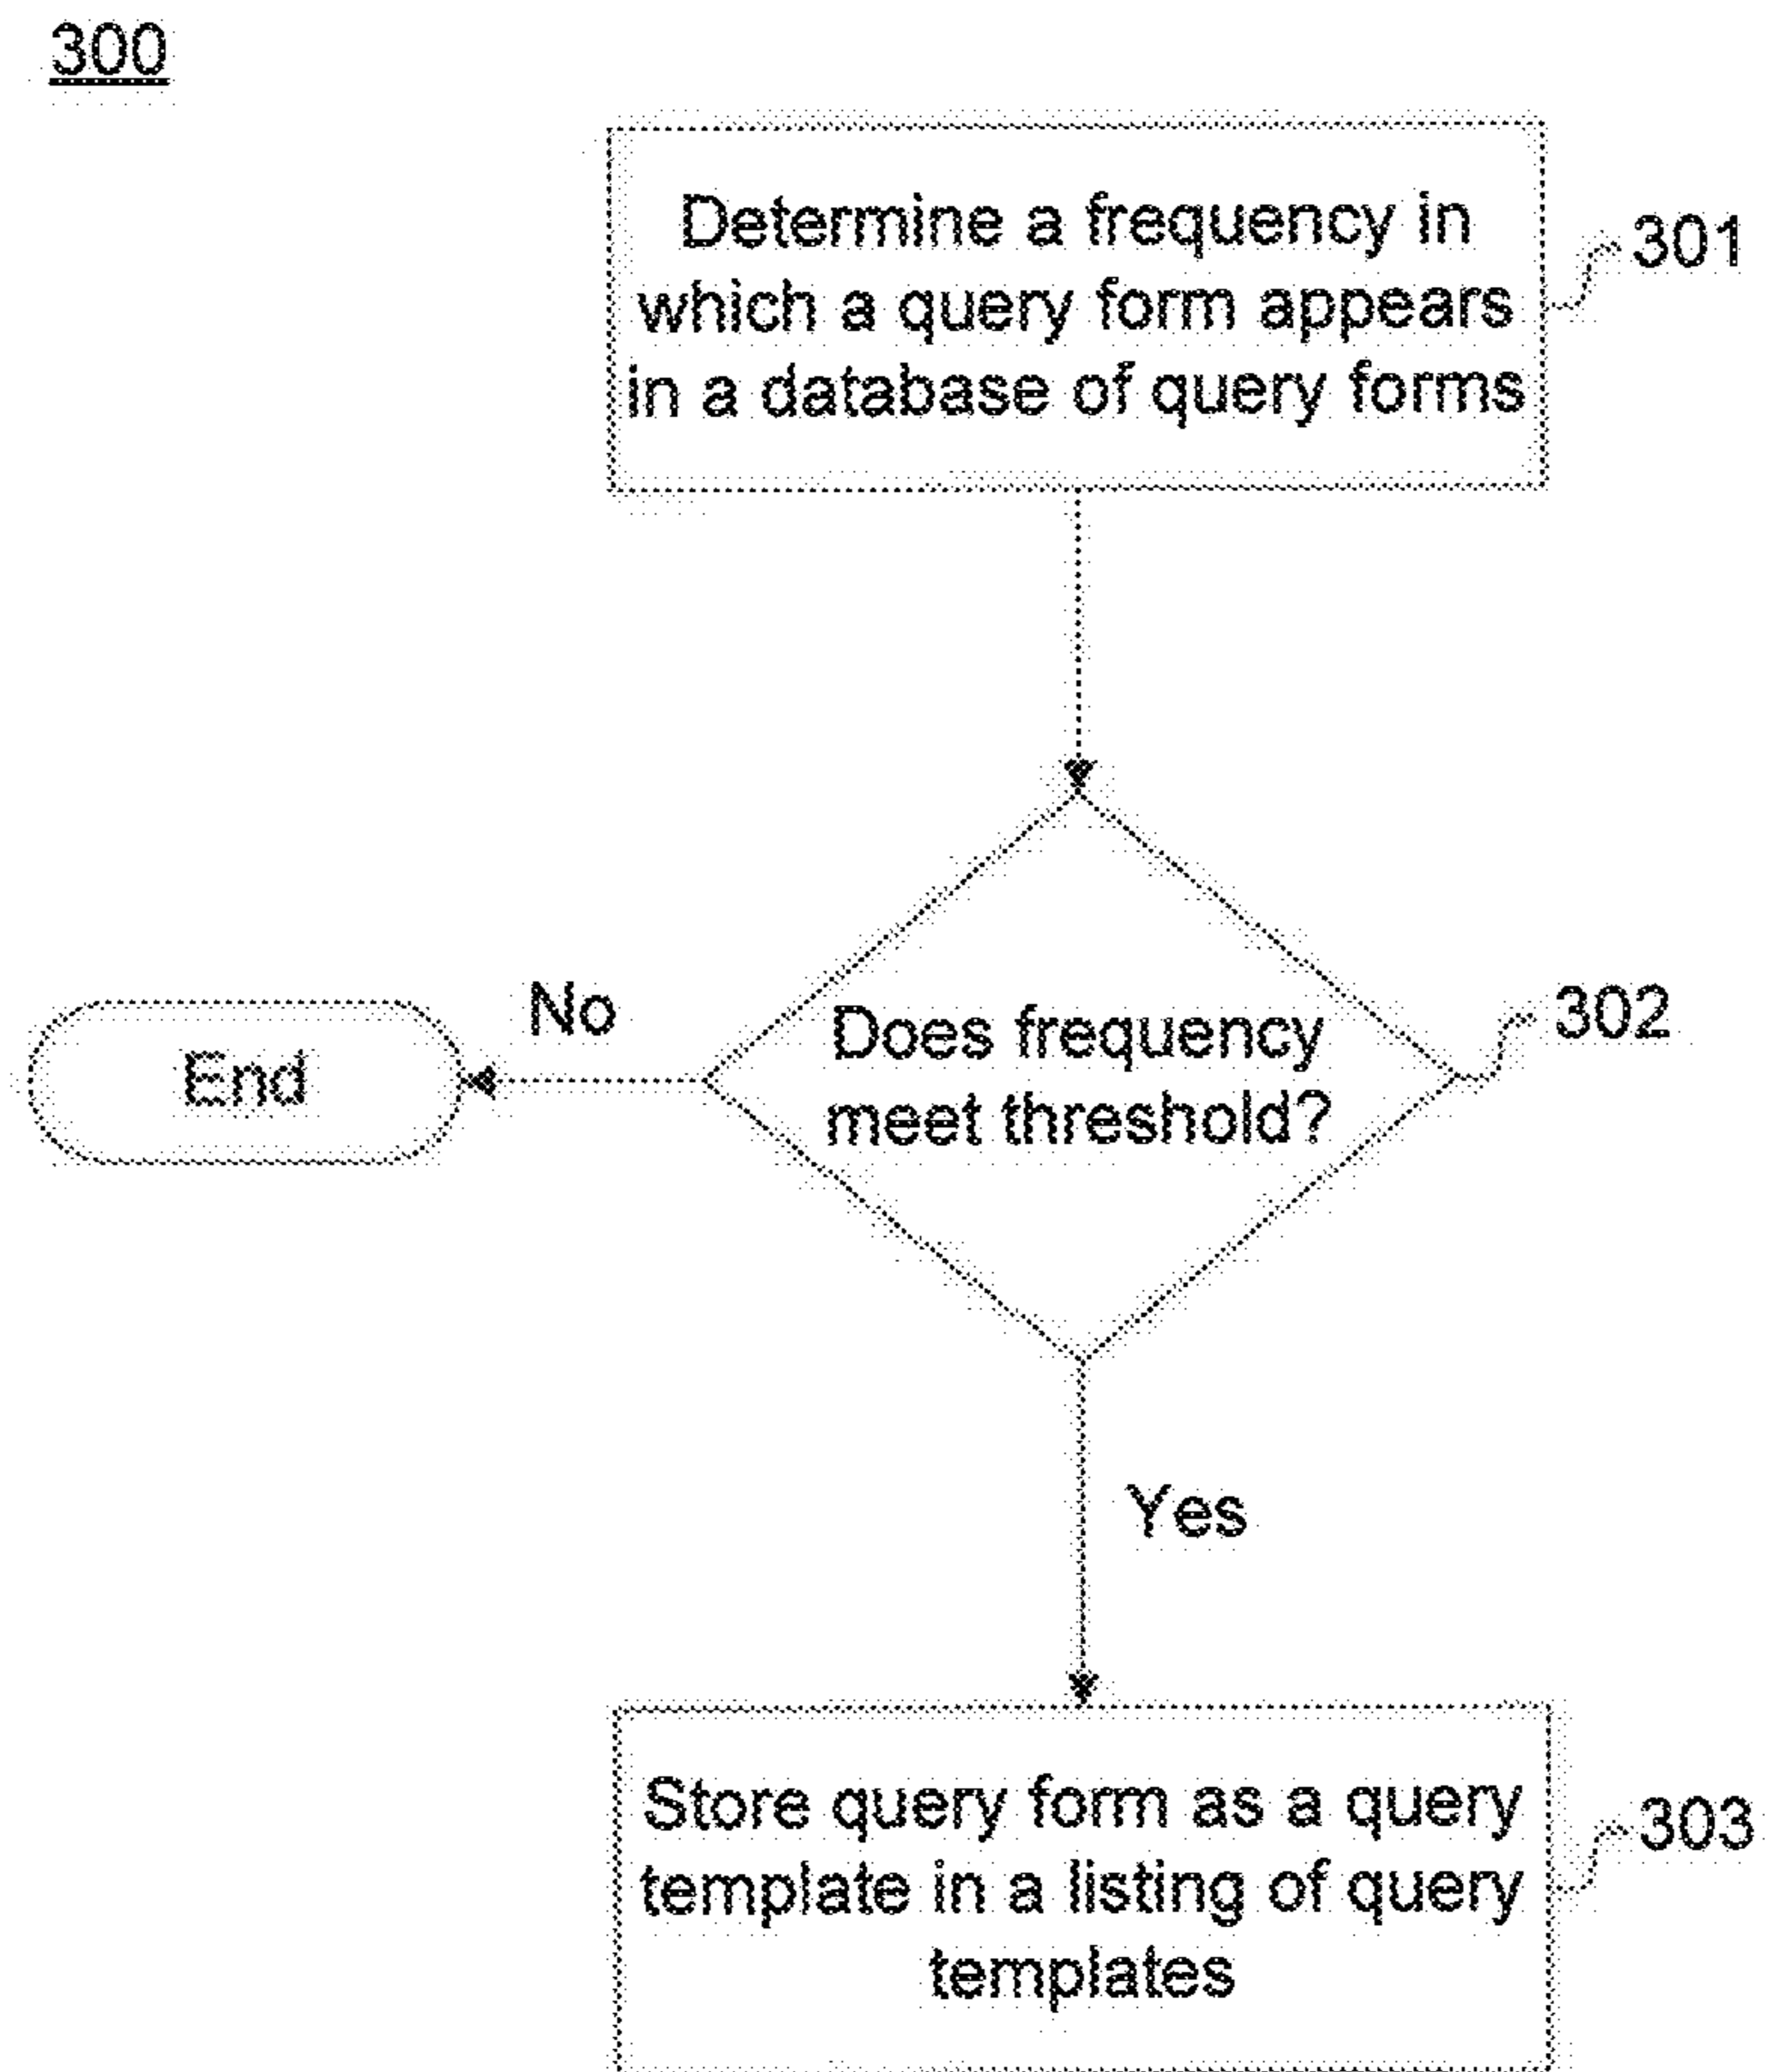 300
Determine a frequency in
which a query form appears
in a database of query forms
301
Does frequency
meet threshold?
302
No
End
Yes
Store query form as a query
template in a listing of query
templates
303